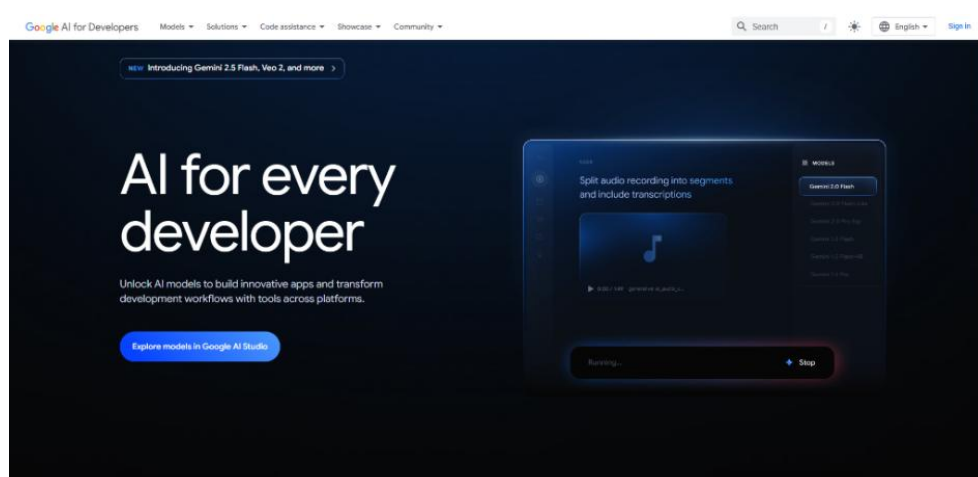 Google AI for Developers Models Solutions Code assistance Showcase Community Search / English Sign in
NEW Introducing Gemini 2.5 Flash, Veo 2, and more
AI for every
developer
Unlock AI models to build innovative apps and transform
development workflows with tools across platforms.
Explore models in Google AI Studio
USER
Split audio recording into segments
and include transcriptions
MODELS
Gemini 2.0 Flash
Running...
Stop